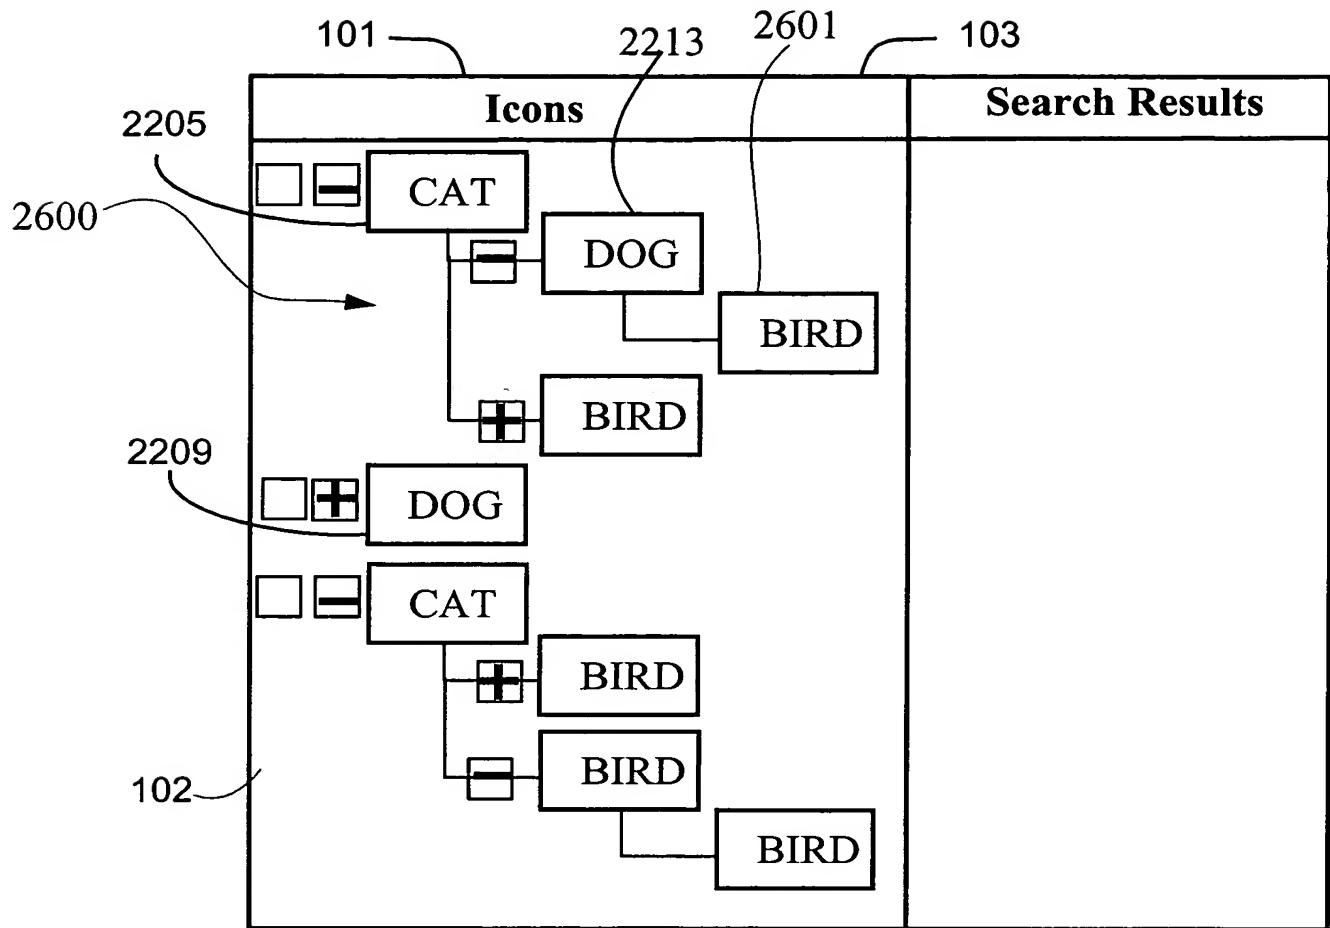 101 2213 2601 103
Icons Search Results
2205
CAT
2600
DOG
BIRD
BIRD
2209
DOG
CAT
BIRD
BIRD
102
BIRD